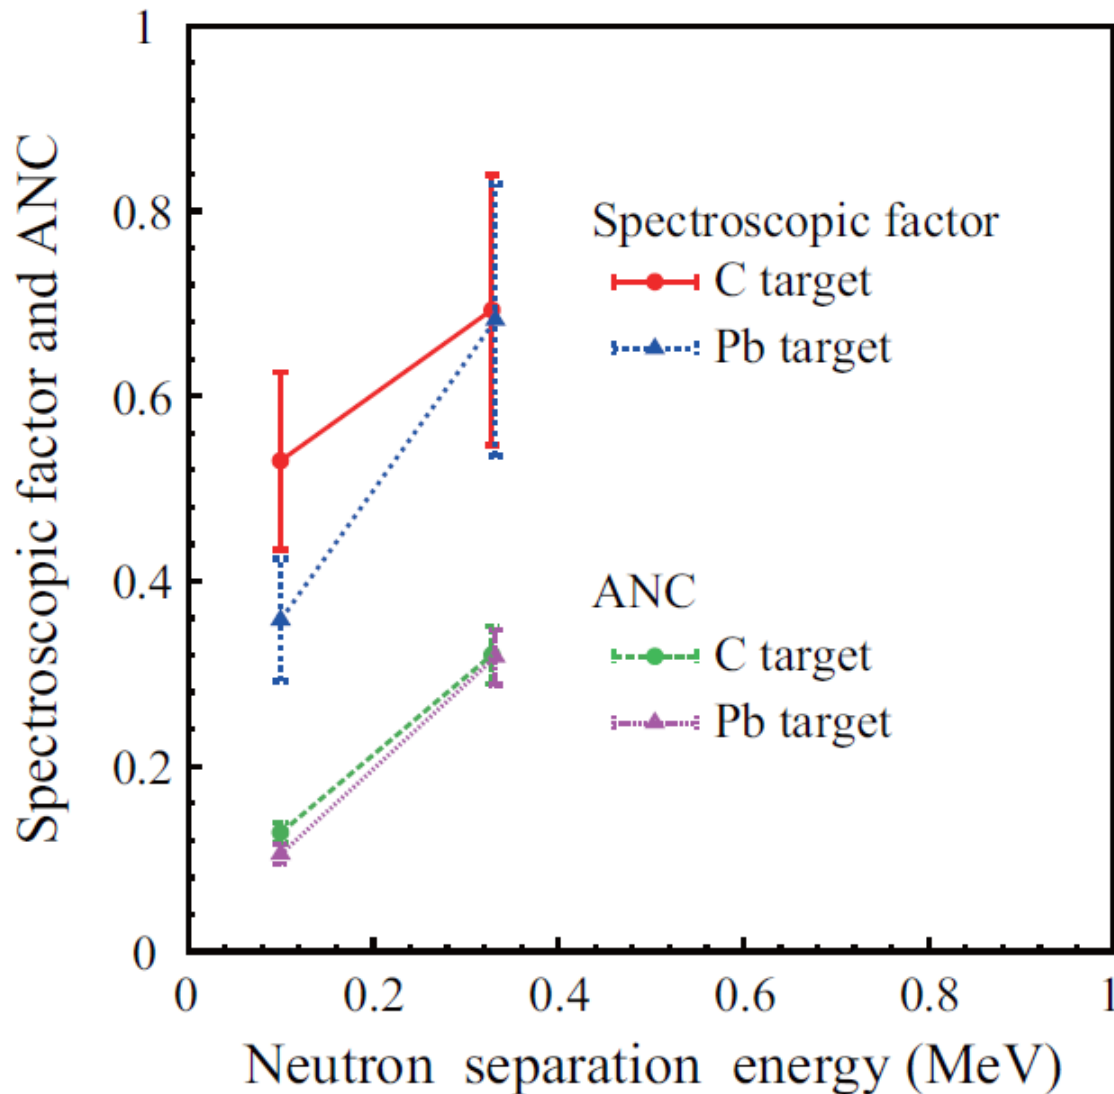 Spectroscopic factor and ANC
1
0.8
0.6
0.4
0.2
0
Spectroscopic factor
C target
Pb target
ANC
C target
Pb target
0 0.2 0.4 0.6 0.8 1
Neutron separation energy (MeV)